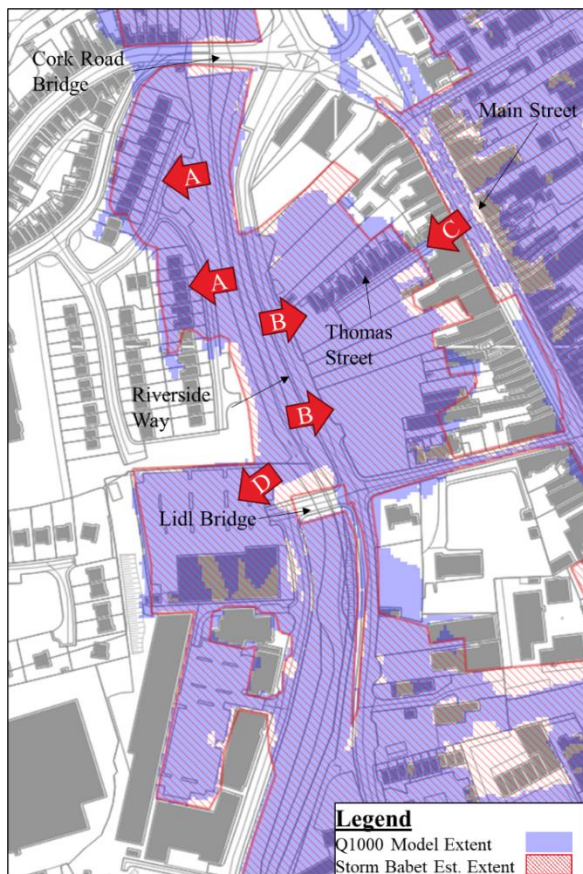 Cork Road
Bridge
Main Street
A
C
A
B
Thomas
Street
Riverside
Way
B
D
Lidl Bridge
Legend
Q1000 Model Extent
Storm Babet Est. Extent